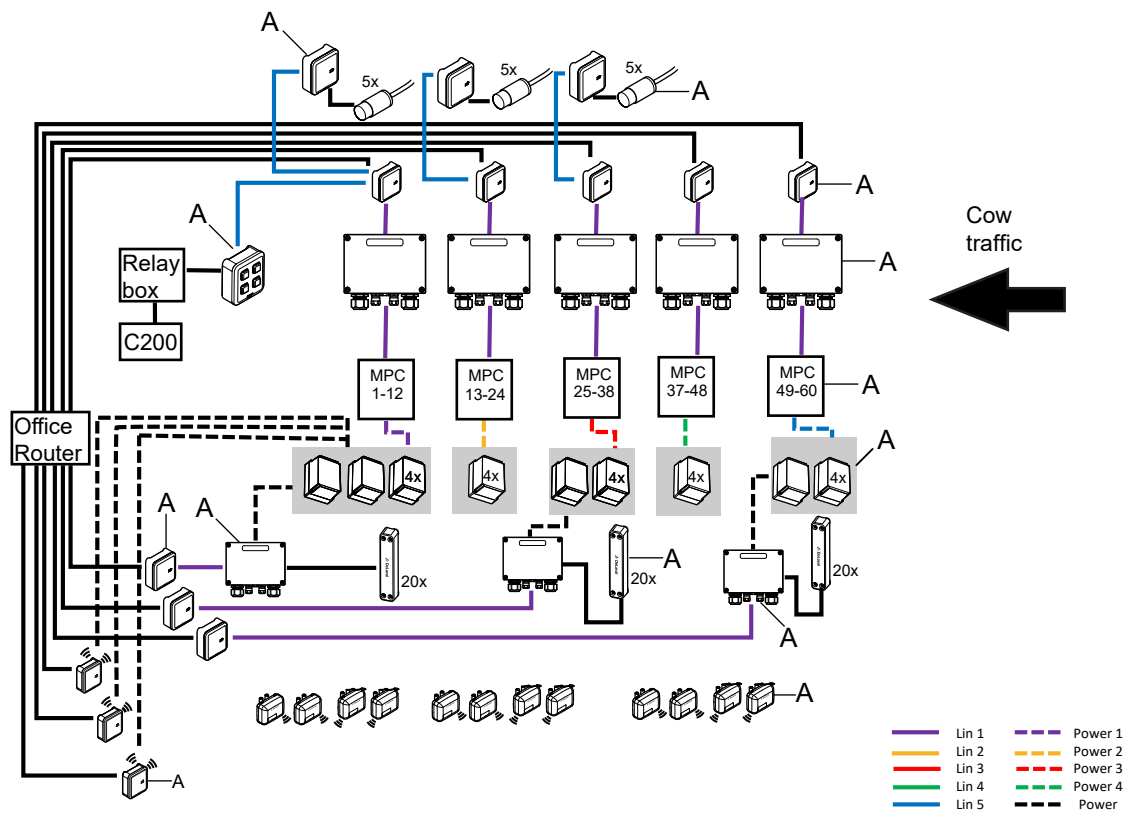 A
5x
5x
5x
A
A
A
Cow
traffic
Relay
box
A
C200
MPC
1-12
MPC
13-24
MPC
25-38
MPC
37-48
MPC
49-60
A
Office
Router
4x
4x
4x
4x
4x
A
A
A
20x
A
20x
20x
A
A
A
Lin 1
Power 1
Lin 2
Power 2
Lin 3
Power 3
Lin 4
Power 4
Lin 5
Power